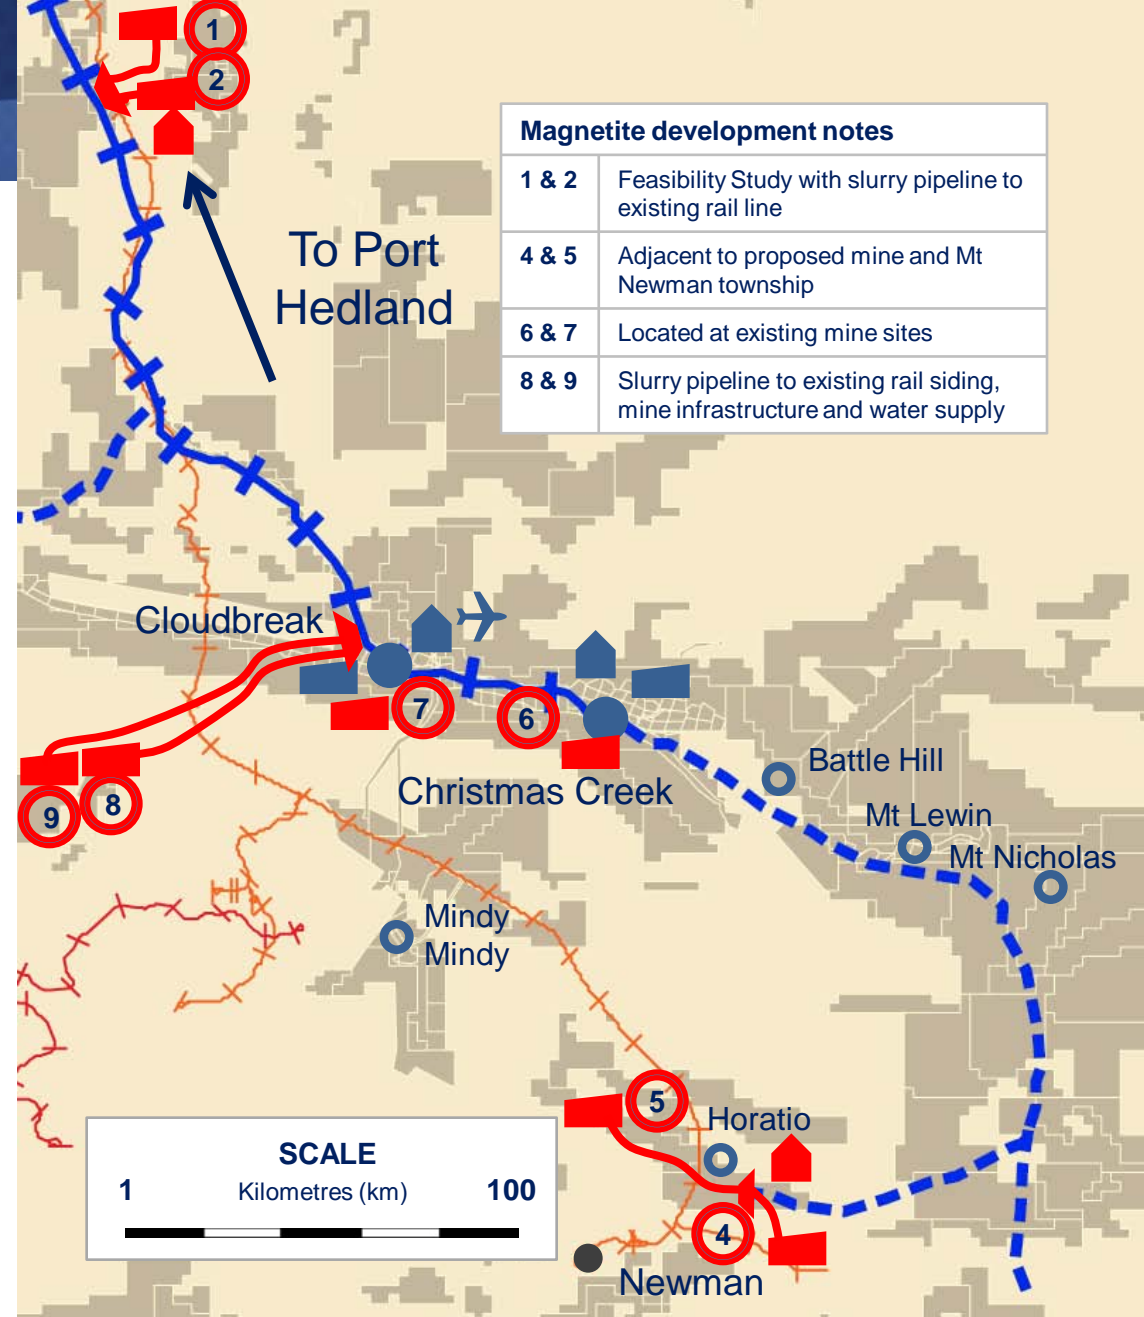 1
2
Magnetite development notes
1 & 2 Feasibility Study with slurry pipeline to
existing rail line
4 & 5 Adjacent to proposed mine and Mt
Newman township
6 & 7 Located at existing mine sites
8 & 9 Slurry pipeline to existing rail siding,
mine infrastructure and water supply
To Port
Hedland
Cloudbreak
7
6
Christmas Creek
9
8
Battle Hill
Mt Lewin
Mt Nicholas
Mindy
Mindy
5
Horatio
4
Newman
SCALE
1 Kilometres (km) 100